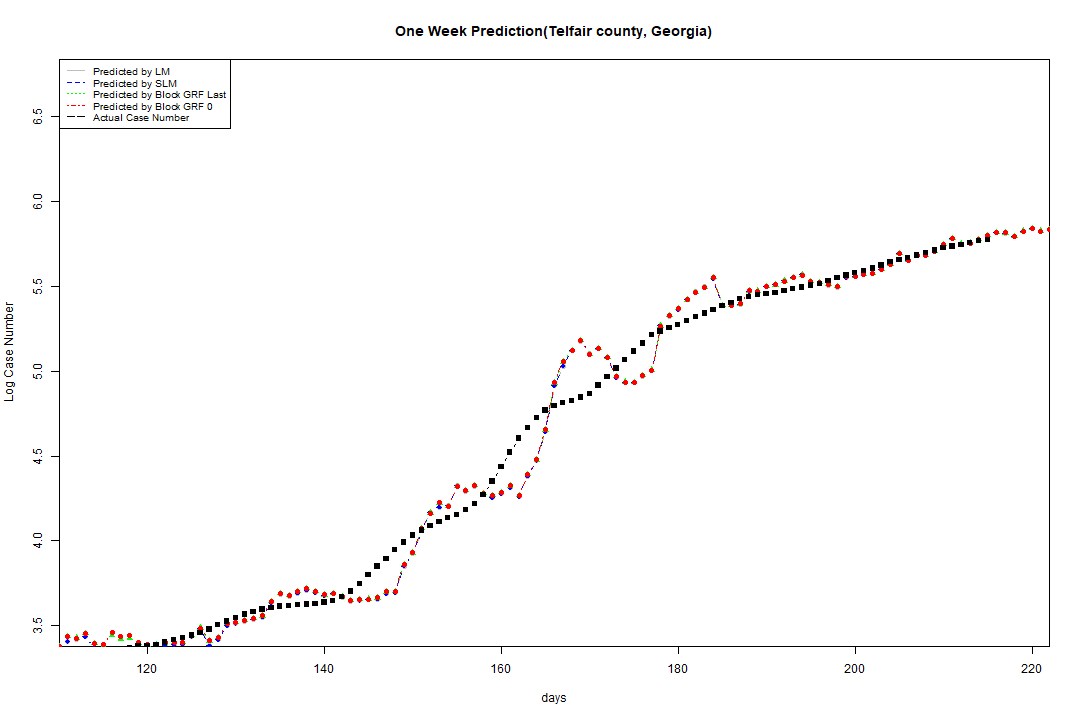 One Week Prediction(Telfair county, Georgia)
Predicted by LM
Predicted by SLM
Predicted by Block GRF Last
Predicted by Block GRF 0
Actual Case Number
Log Case Number
6.5
6.0
5.5
5.0
4.5
4.0
3.5
120 140 160 180 200 220
days